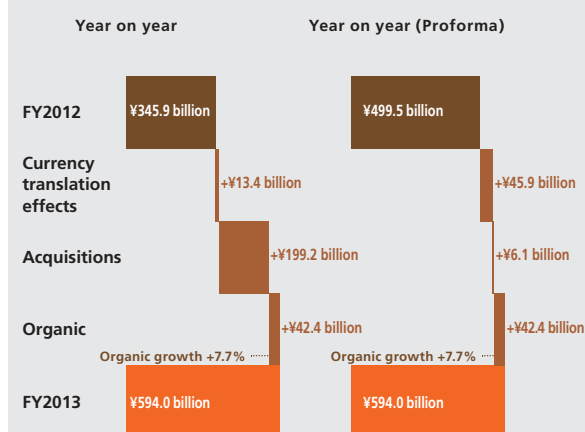 Year on year
Year on year (Proforma)
FY2012
¥345.9 billion
¥499.5 billion
Currency
translation
effects
+¥13.4 billion
+¥45.9 billion
Acquisitions
+¥199.2 billion
+¥6.1 billion
Organic
+¥42.4 billion
+¥42.4 billion
Organic growth +7.7%
Organic growth +7.7%
FY2013
¥594.0 billion
¥594.0 billion